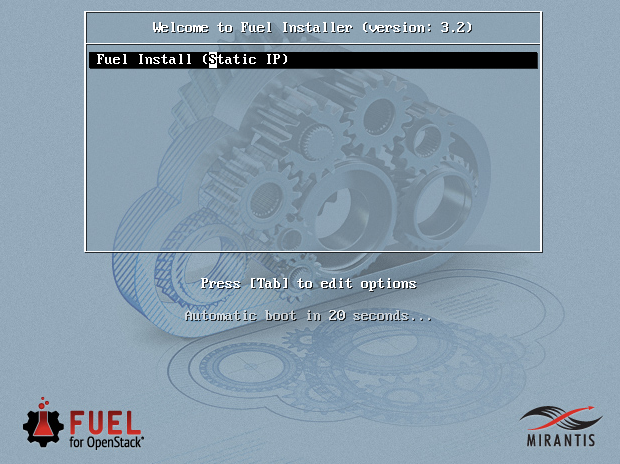 Welcome to Fuel Installer (version: 3.2)
Fuel Install (Static IP)
Press [Tab] to edit options
Automatic boot in 20 seconds...
FUEL
for OpenStack®
MIRANTIS